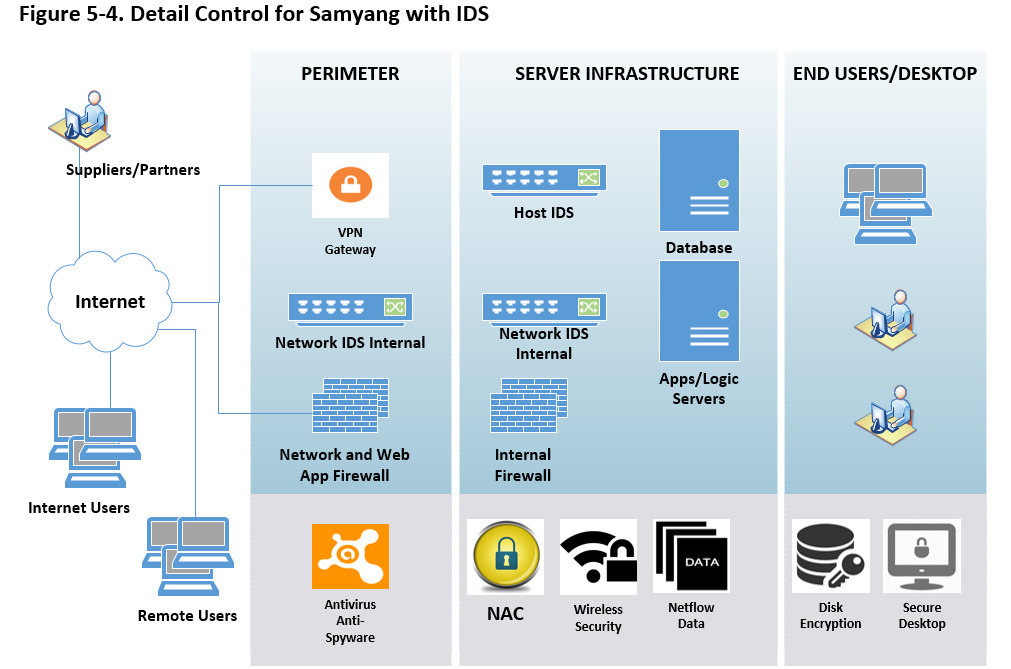 Figure 5-4. Detail Control for Samyang with IDS
PERIMETER
SERVER INFRASTRUCTURE
END USERS/DESKTOP
Suppliers/Partners
Internet
Internet Users
Remote Users
VPN
Gateway
Network IDS Internal
Network and Web
App Firewall
Antivirus
Anti-
Spyware
Host IDS
Database
Network IDS
Internal
Apps/Logic
Servers
Internal
Firewall
NAC
Wireless
Security
DATA
Netflow
Data
Disk
Encryption
Secure
Desktop